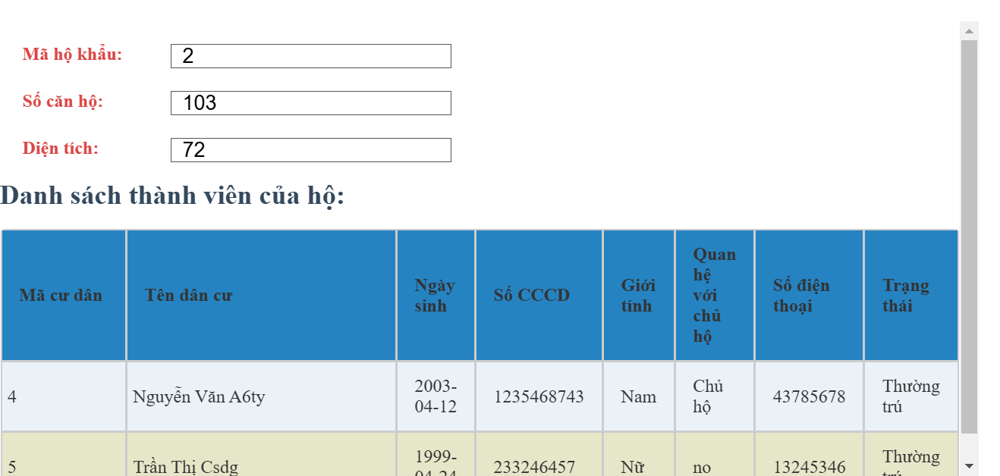 Mã hộ khẩu: 2
Số căn hộ: 103
Diện tích: 72
Danh sách thành viên của hộ:
Mã cư dân Tên dân cư Ngày sinh Số CCCD Giới tính Quan hệ với chủ hộ Số điện thoại Trạng thái
4 Nguyễn Văn A6ty 2003-04-12 1235468743 Nam Chủ hộ 43785678 Thường trú
5 Trần Thị Csdg 1999-04-24 233246457 Nữ no 13245346 Thường trú